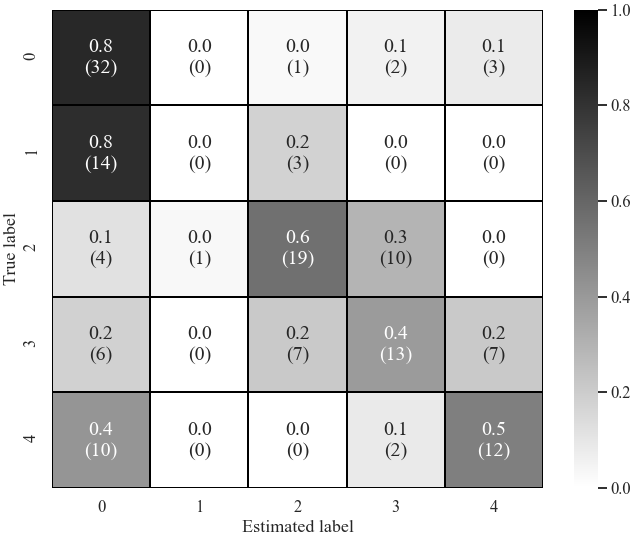 0.8 0.0 0.0 0.1 0.1
(32) (0) (1) (2) (3)
0.8 0.0 0.2 0.0 0.0
(14) (0) (3) (0) (0)
0.1 0.0 0.6 0.3 0.0
(4) (1) (19) (10) (0)
0.2 0.0 0.2 0.4 0.2
(6) (0) (7) (13) (7)
0.4 0.0 0.0 0.1 0.5
(10) (0) (0) (2) (12)
0
1
2
3
4
True label
0 1 2 3 4
Estimated label
1.0
0.8
0.6
0.4
0.2
0.0